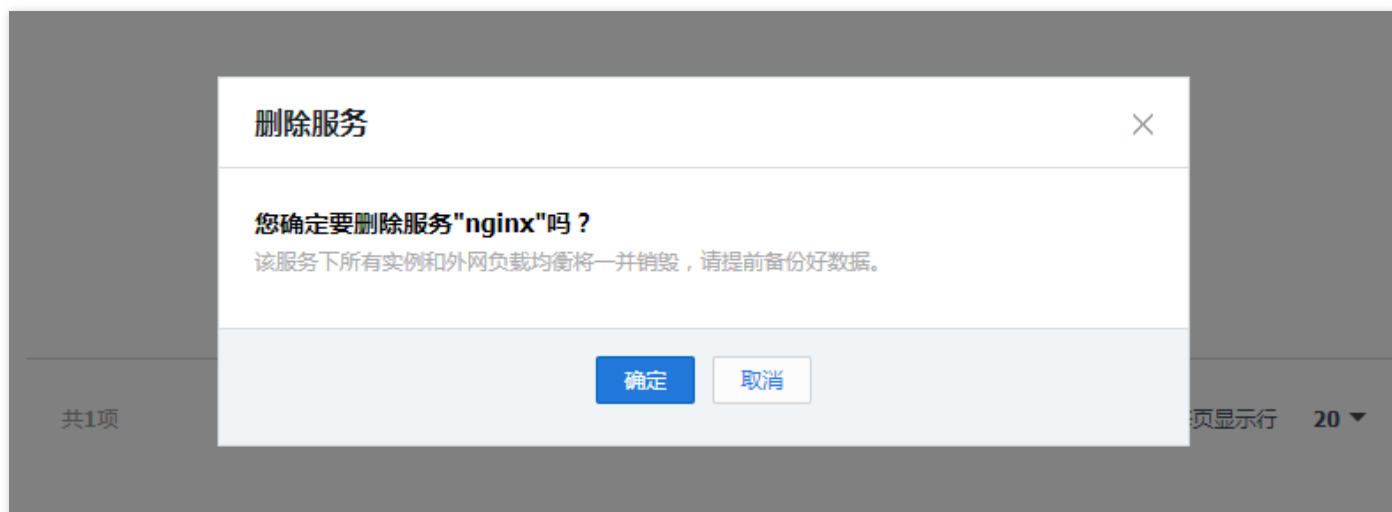 删除服务
您确定要删除服务"nginx"吗？
该服务下所有实例和外网负载均衡将一并销毁，请提前备份好数据。
确定 取消
共1项 页显示行 20